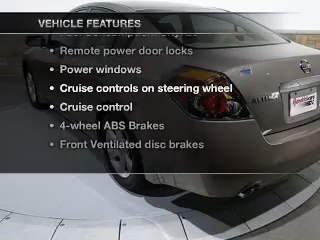 VEHICLE FEATURES
• Remote power door locks
• Power windows
• Cruise controls on steering wheel
• Cruise control
• 4-wheel ABS Brakes
• Front Ventilated disc brakes